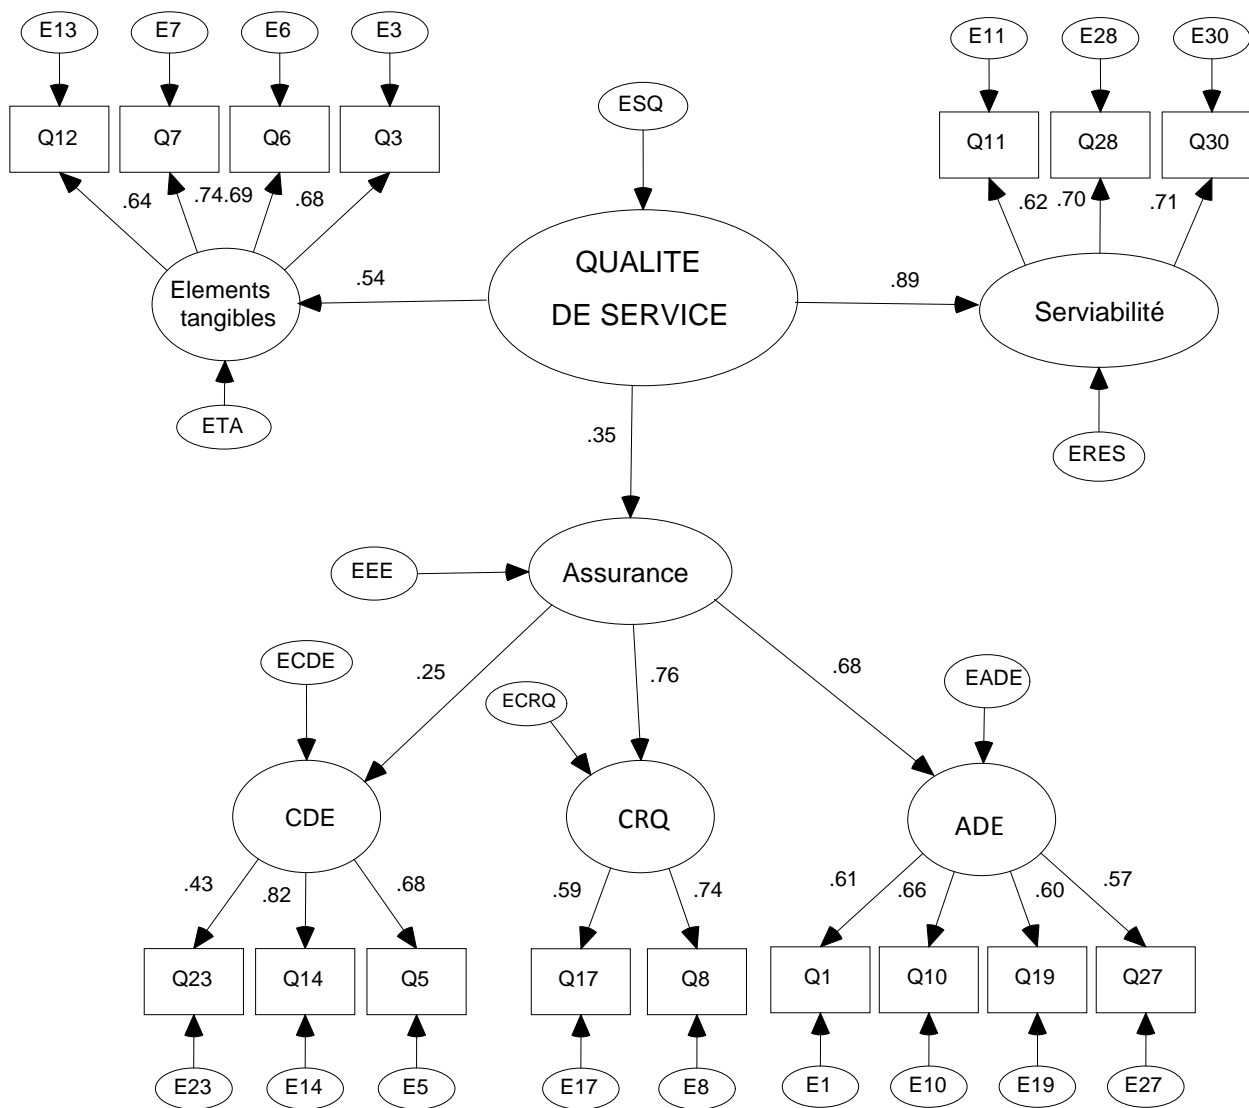 E13 E7 E6 E3 E11 E28 E30
ESQ
Q12 Q7 Q6 Q3 Q11 Q28 Q30
.64 .74 .69 .68 .62 .70 .71
QUALITE
DE SERVICE
Elements
tangibles
.54
.89
Serviabilité
ETA
.35
ERES
EEE
Assurance
ECDE
.25
.76
.68
EADE
ECRQ
CDE
CRQ
ADE
.43 .82 .68 .59 .74 .61 .66 .60 .57
Q23 Q14 Q5 Q17 Q8 Q1 Q10 Q19 Q27
E23 E14 E5 E17 E8 E1 E10 E19 E27